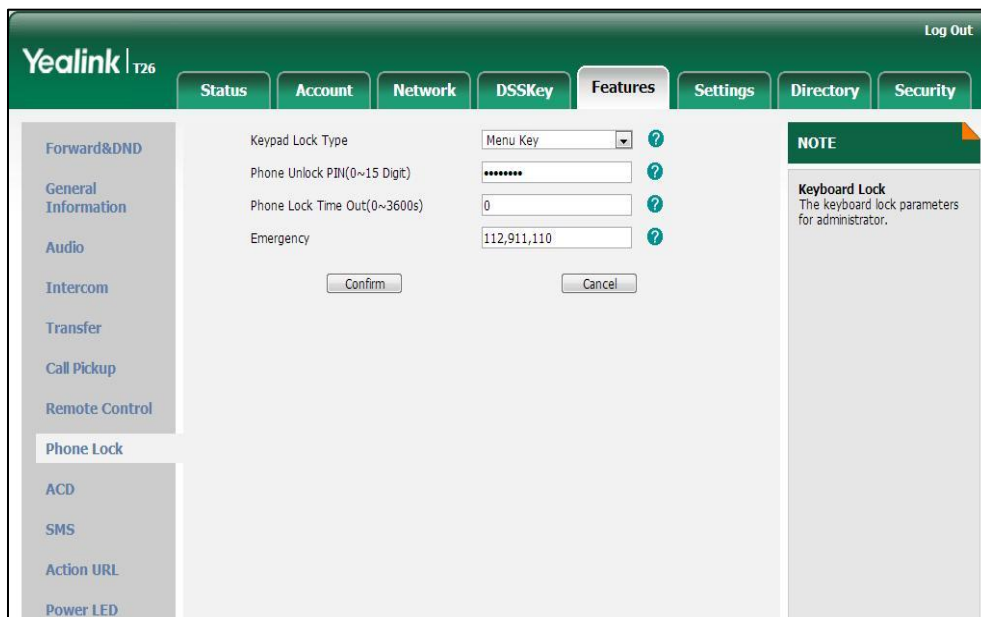 Log Out
Yealink T26
Status Account Network DSSKey Features Settings Directory Security
Forward&DND
General
Information
Audio
Intercom
Transfer
Call Pickup
Remote Control
Phone Lock
ACD
SMS
Action URL
Power LED
Keypad Lock Type Menu Key ?
Phone Unlock PIN(0~15 Digit) •••••••• ?
Phone Lock Time Out(0~3600s) 0 ?
Emergency 112,911,110 ?
Confirm Cancel
NOTE
Keyboard Lock
The keyboard lock parameters
for administrator.